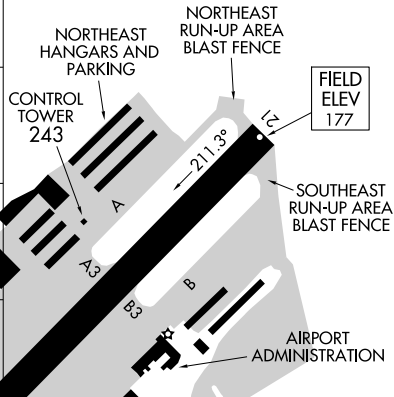 NORTHEAST
RUN-UP AREA
BLAST FENCE
NORTHEAST
HANGARS AND
PARKING
FIELD
ELEV
177
CONTROL
TOWER
243
21
211.3°
SOUTHEAST
RUN-UP AREA
BLAST FENCE
A
A3
B
B3
AIRPORT
ADMINISTRATION